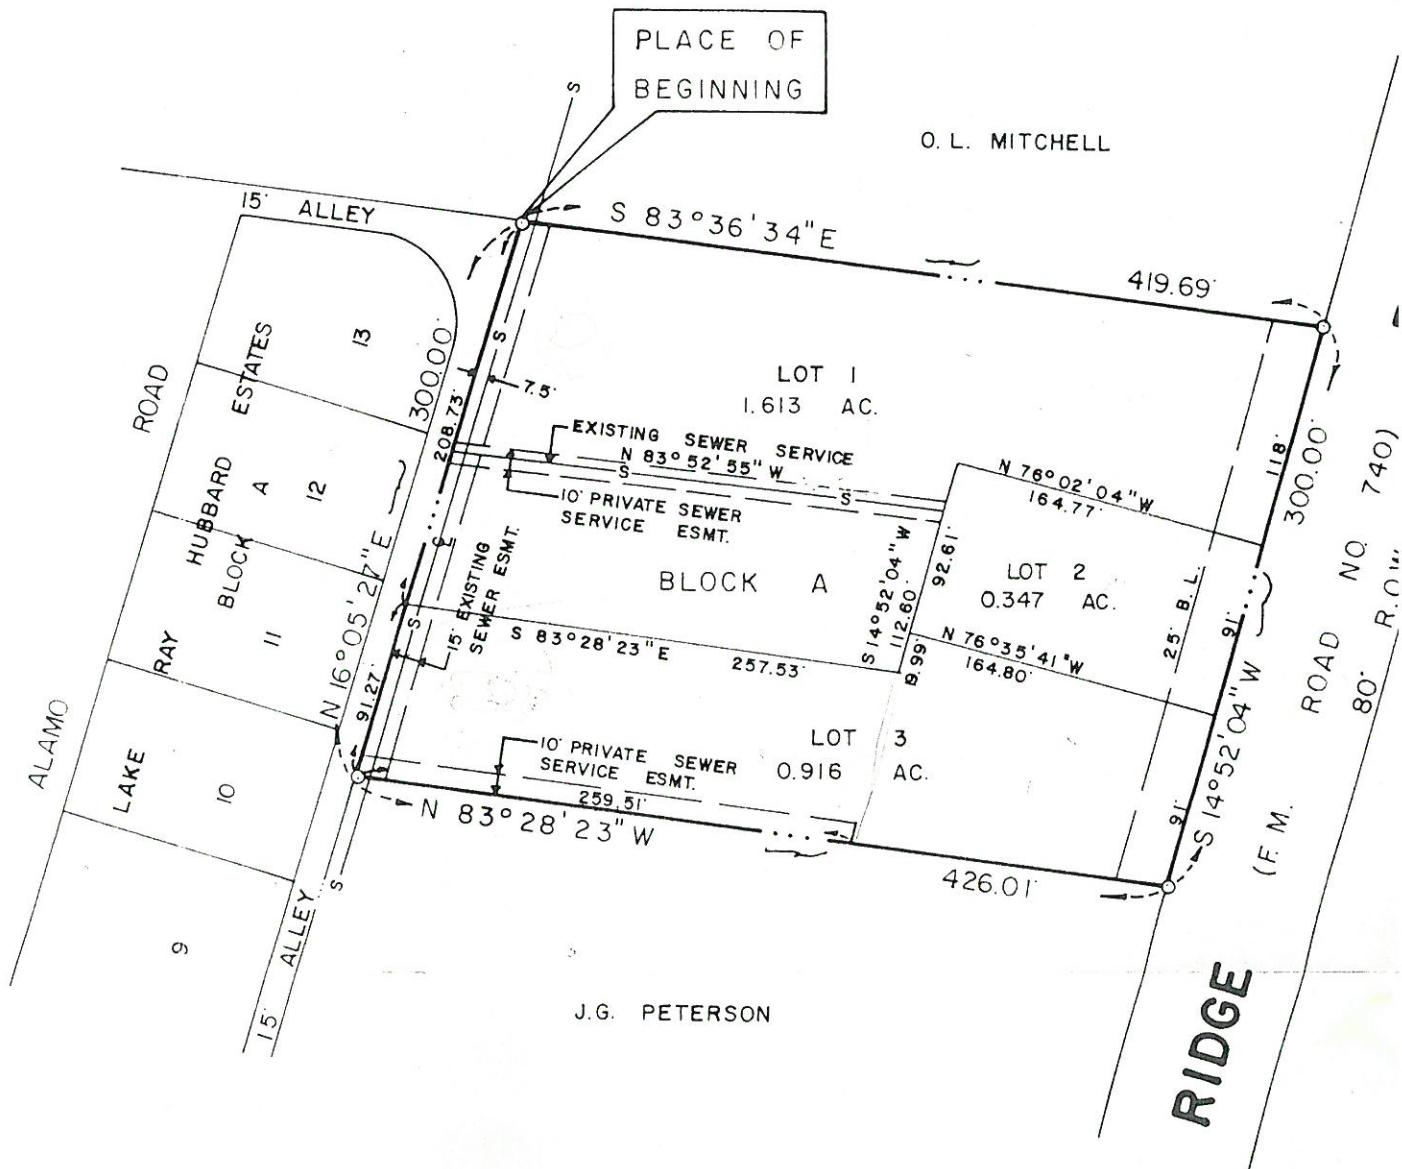 PLACE OF
BEGINNING
O. L. MITCHELL
S
15' ALLEY
S 83°36'34"E
419.69'
ROAD
ALAMO
LAKE
RAY
HUBBARD
ESTATES
BLOCK
A
13
12
11
10
9
300.00'
208.73'
N 16°05'27"E
91.27'
S
7.5'
LOT 1
1.613 AC.
EXISTING SEWER SERVICE
N 83°52'55"W
S
S
10' PRIVATE SEWER
SERVICE ESMT.
15' EXISTING
SEWER ESMT.
S
BLOCK A
S 83°28'23"E
257.53'
S 14°52'04"W
112.60'
92.61'
19.99'
N 76°02'04"W
164.77'
LOT 2
0.347 AC.
N 76°35'41"W
164.80'
25' B. L.
118'
300.00'
91'
91'
S 14°52'04"W
LOT 3
0.916 AC.
10' PRIVATE SEWER
SERVICE ESMT.
259.51'
N 83°28'23"W
426.01'
S
15' ALLEY
J.G. PETERSON
RIDGE
ROAD
(F. M.
NO. 740)
80'